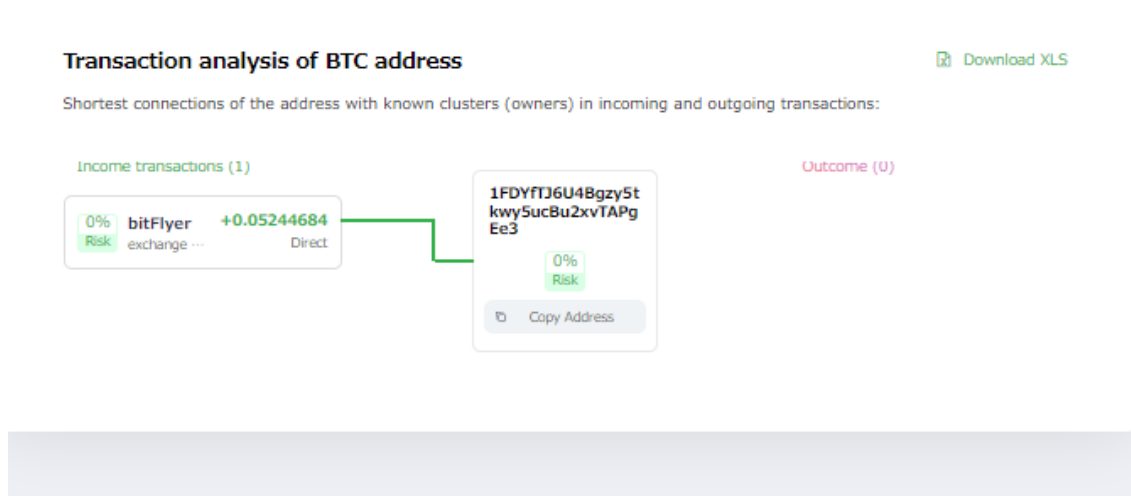 Transaction analysis of BTC address
Download XLS
Shortest connections of the address with known clusters (owners) in incoming and outgoing transactions:
Income transactions (1)
Outcome (0)
0%
Risk
bitFlyer
exchange ···
+0.05244684
Direct
1FDYfTJ6U4Bgzy5t
kwy5ucBu2xvTAPg
Ee3
0%
Risk
Copy Address